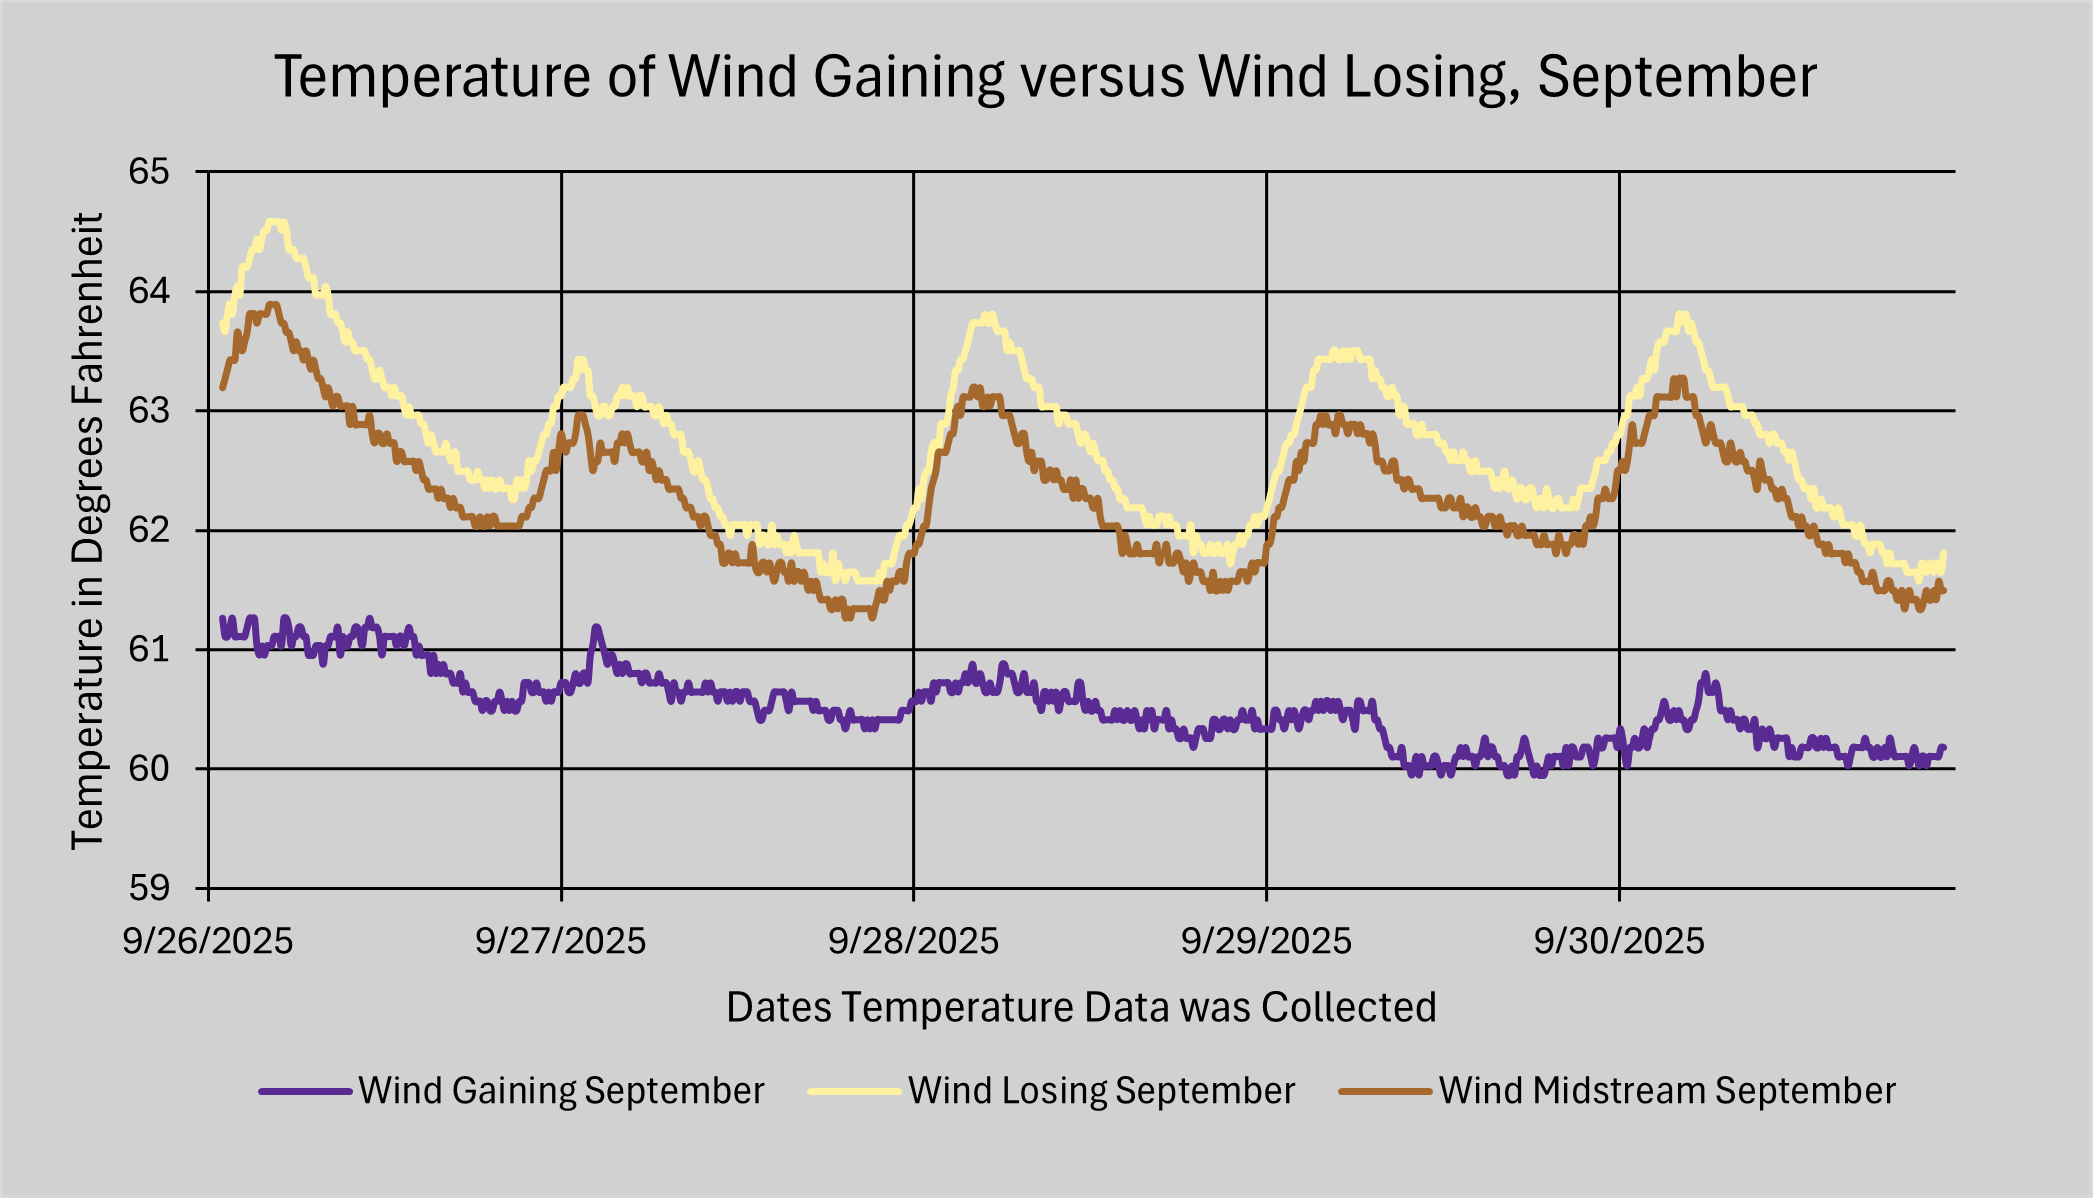 Temperature of Wind Gaining versus Wind Losing, September
Temperature in Degrees Fahrenheit
65
64
63
62
61
60
59
9/26/2025 9/27/2025 9/28/2025 9/29/2025 9/30/2025
Dates Temperature Data was Collected
Wind Gaining September Wind Losing September Wind Midstream September